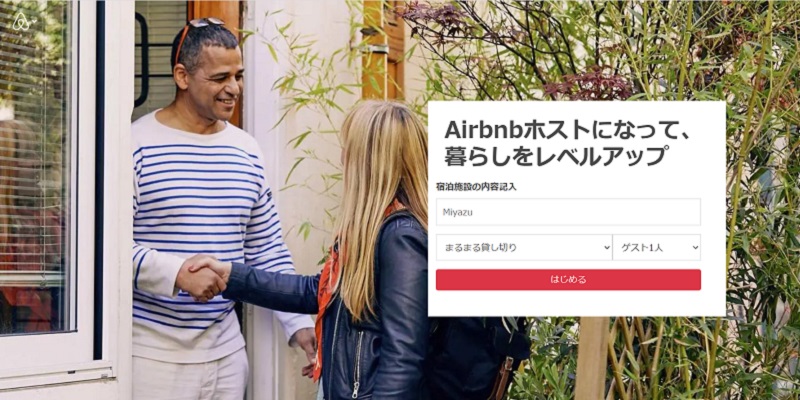 Airbnbホストになって、
暮らしをレベルアップ
宿泊施設の内容記入
Miyazu
まるまる貸し切り ゲスト1人
はじめる